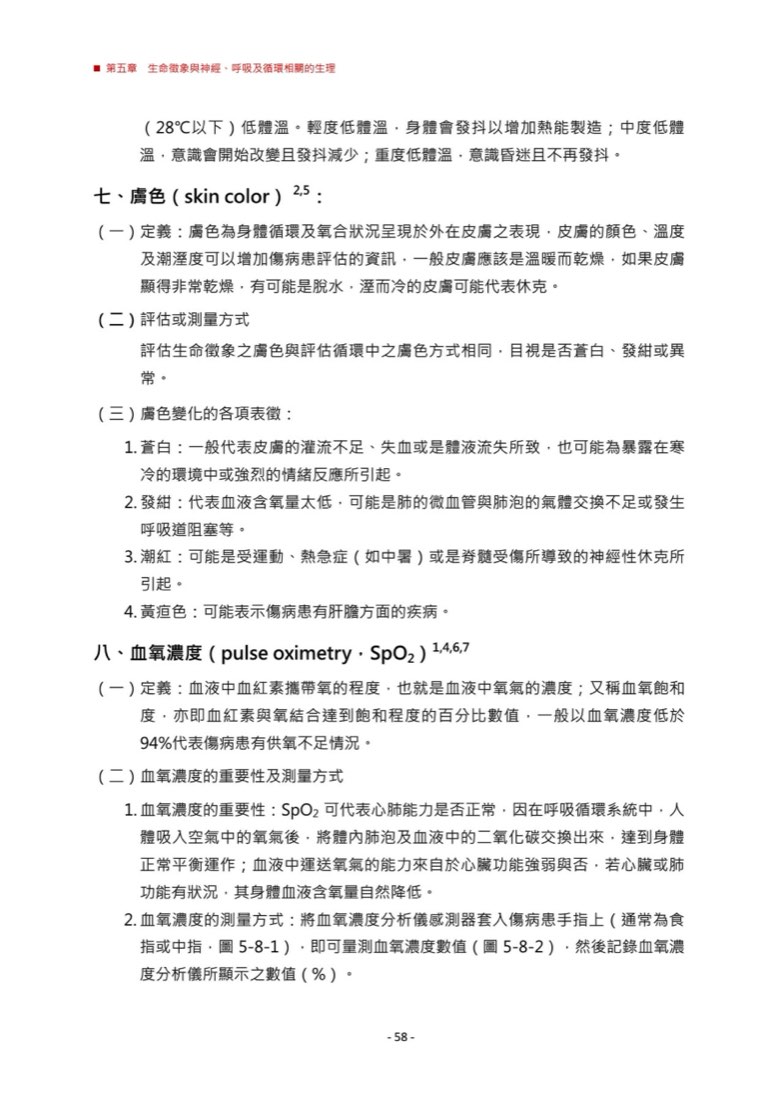 ■ 第五章　生命徵象與神經、呼吸及循環相關的生理
（28℃以下）低體溫。輕度低體溫，身體會發抖以增加熱能製造；中度低體
溫，意識會開始改變且發抖減少；重度低體溫，意識昏迷且不再發抖。
七、膚色（skin color） 2,5：
（一）定義：膚色為身體循環及氧合狀況呈現於外在皮膚之表現，皮膚的顏色、溫度
及潮溼度可以增加傷病患評估的資訊，一般皮膚應該是溫暖而乾燥，如果皮膚
顯得非常乾燥，有可能是脫水，溼而冷的皮膚可能代表休克。
（二）評估或測量方式
評估生命徵象之膚色與評估循環中之膚色方式相同，目視是否蒼白、發紺或異
常。
（三）膚色變化的各項表徵：
1. 蒼白：一般代表皮膚的灌流不足、失血或是體液流失所致，也可能為暴露在寒
冷的環境中或強烈的情緒反應所引起。
2. 發紺：代表血液含氧量太低，可能是肺的微血管與肺泡的氣體交換不足或發生
呼吸道阻塞等。
3. 潮紅：可能是受運動、熱急症（如中暑）或是脊髓受傷所導致的神經性休克所
引起。
4. 黃疸色：可能表示傷病患有肝膽方面的疾病。
八、血氧濃度（pulse oximetry，SpO₂）1,4,6,7
（一）定義：血液中血紅素攜帶氧的程度，也就是血液中氧氣的濃度；又稱血氧飽和
度，亦即血紅素與氧結合達到飽和程度的百分比數值，一般以血氧濃度低於
94%代表傷病患有供氧不足情況。
（二）血氧濃度的重要性及測量方式
1. 血氧濃度的重要性：SpO₂ 可代表心肺能力是否正常，因在呼吸循環系統中，人
體吸入空氣中的氧氣後，將體內肺泡及血液中的二氧化碳交換出來，達到身體
正常平衡運作；血液中運送氧氣的能力來自於心臟功能強弱與否，若心臟或肺
功能有狀況，其身體血液含氧量自然降低。
2. 血氧濃度的測量方式：將血氧濃度分析儀感測器套入傷病患手指上（通常為食
指或中指，圖 5-8-1），即可量測血氧濃度數值（圖 5-8-2），然後記錄血氧濃
度分析儀所顯示之數值（%）。
- 58 -